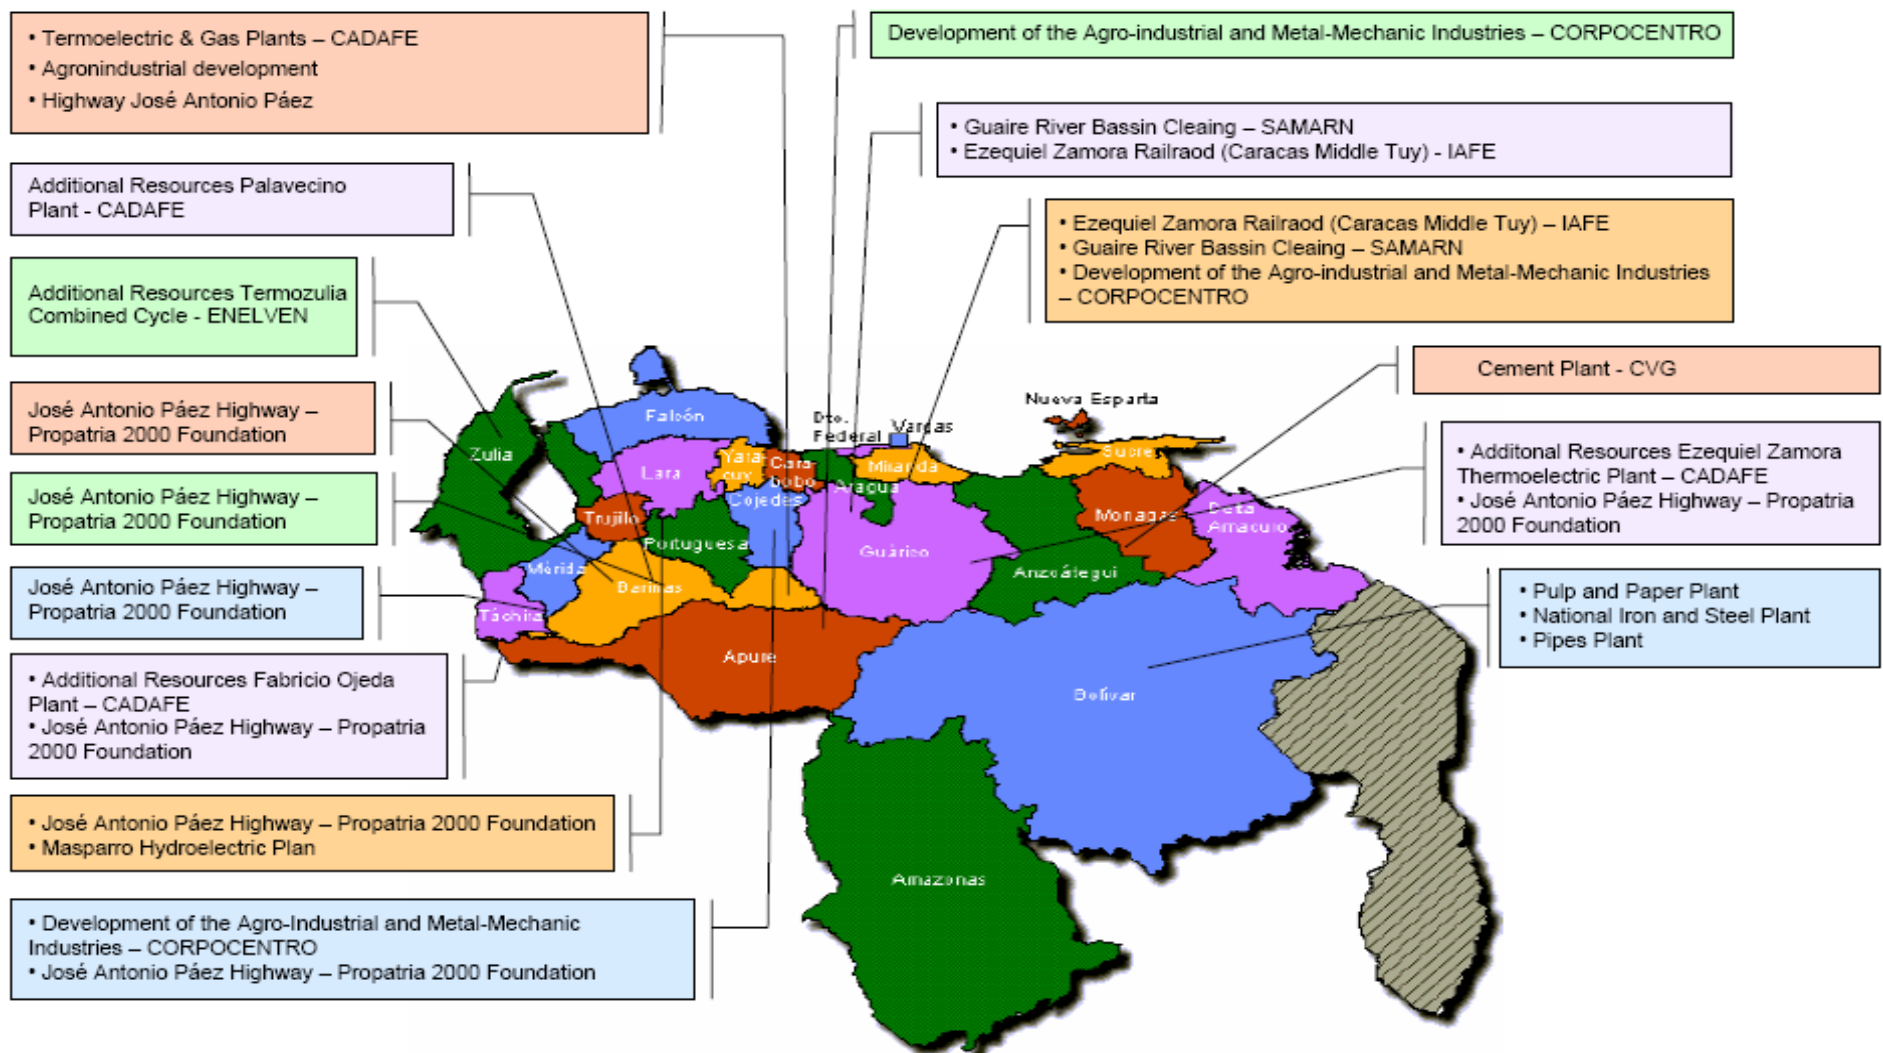 • Termoelectric & Gas Plants – CADAFE
• Agronindustrial development
• Highway José Antonio Páez
Additional Resources Palavecino
Plant - CADAFE
Additional Resources Termozulia
Combined Cycle - ENELVEN
José Antonio Páez Highway –
Propatria 2000 Foundation
José Antonio Páez Highway –
Propatria 2000 Foundation
José Antonio Páez Highway –
Propatria 2000 Foundation
• Additional Resources Fabricio Ojeda
Plant – CADAFE
• José Antonio Páez Highway – Propatria
2000 Foundation
• José Antonio Páez Highway – Propatria 2000 Foundation
• Masparro Hydroelectric Plan
• Development of the Agro-Industrial and Metal-Mechanic
Industries – CORPOCENTRO
• José Antonio Páez Highway – Propatria 2000 Foundation
Development of the Agro-industrial and Metal-Mechanic Industries – CORPOCENTRO
• Guaire River Bassin Cleaing – SAMARN
• Ezequiel Zamora Railraod (Caracas Middle Tuy) - IAFE
• Ezequiel Zamora Railraod (Caracas Middle Tuy) – IAFE
• Guaire River Bassin Cleaing – SAMARN
• Development of the Agro-industrial and Metal-Mechanic Industries
– CORPOCENTRO
Cement Plant - CVG
• Additonal Resources Ezequiel Zamora
Thermoelectric Plant – CADAFE
• José Antonio Páez Highway – Propatria
2000 Foundation
• Pulp and Paper Plant
• National Iron and Steel Plant
• Pipes Plant
Zulia
Falcón
Lara
Yara-
cuy
Cara-
bobo
Dto.
Federal
Vargas
Aragua
Miranda
Nueva Esparta
Sucre
Trujillo
Portuguesa
Cojedes
Guárico
Anzoátegui
Monagas
Delta
Amacuro
Mérida
Barinas
Táchira
Apure
Bolívar
Amazonas